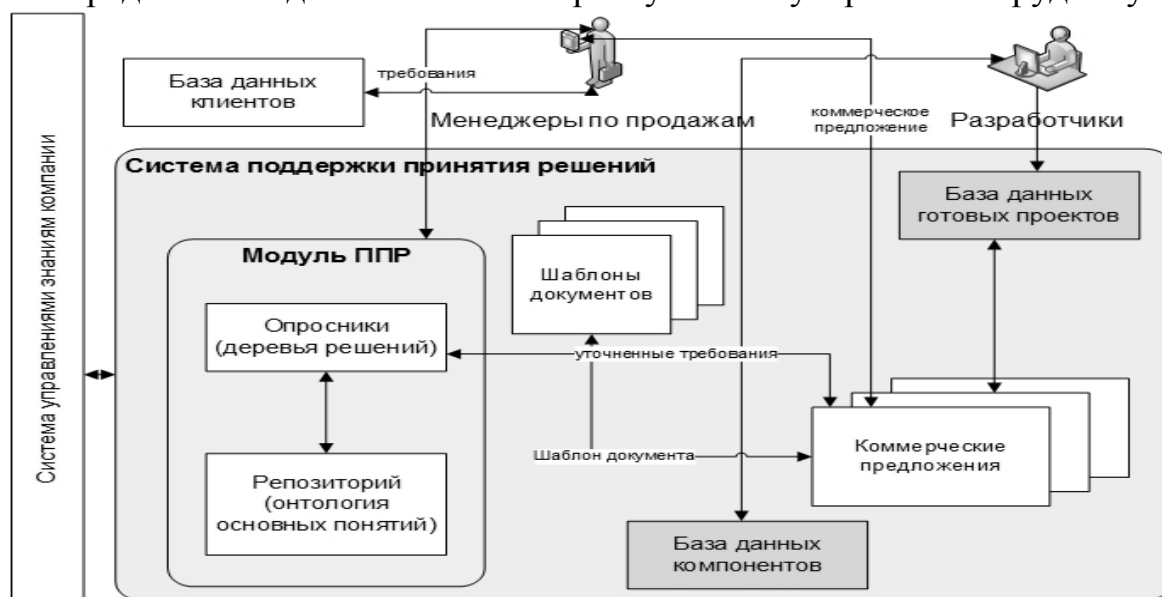 База данных
клиентов
требования
Менеджеры по продажам
коммерческое
предложение
Разработчики
Система управлениями знаниям компании
Система поддержки принятия решений
База данных
готовых проектов
Модуль ППР
Шаблоны
документов
Опросники
(деревья решений)
уточненные требования
Шаблон документа
Коммерческие
предложения
Репозиторий
(онтология
основных понятий)
База данных
компонентов